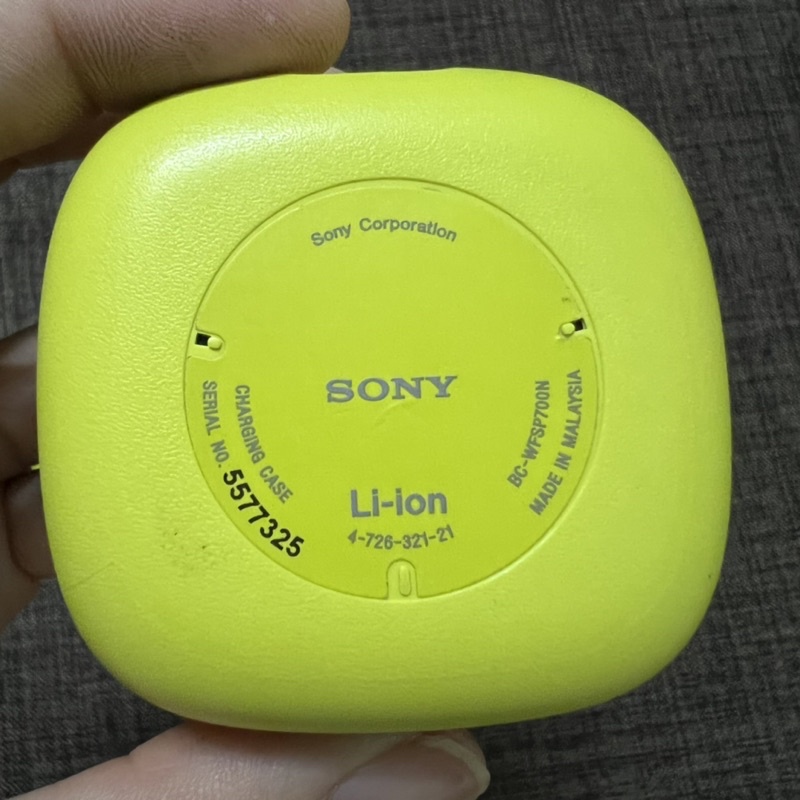 Sony Corporation
SONY
CHARGING CASE
SERIAL NO. 5577325
BC-WFSP700N
MADE IN MALAYSIA
Li-ion
4-726-321-21